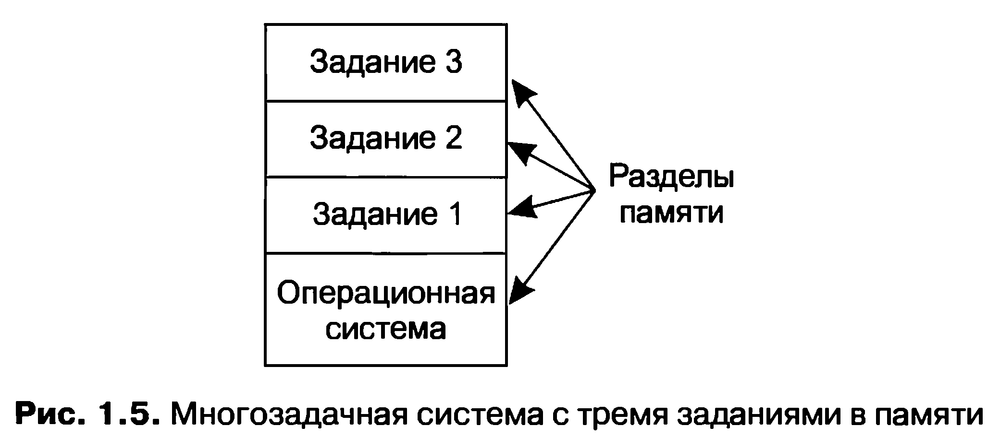 Задание 3
Задание 2
Задание 1
Операционная
система
Разделы
памяти
Рис. 1.5. Многозадачная система с тремя заданиями в памяти